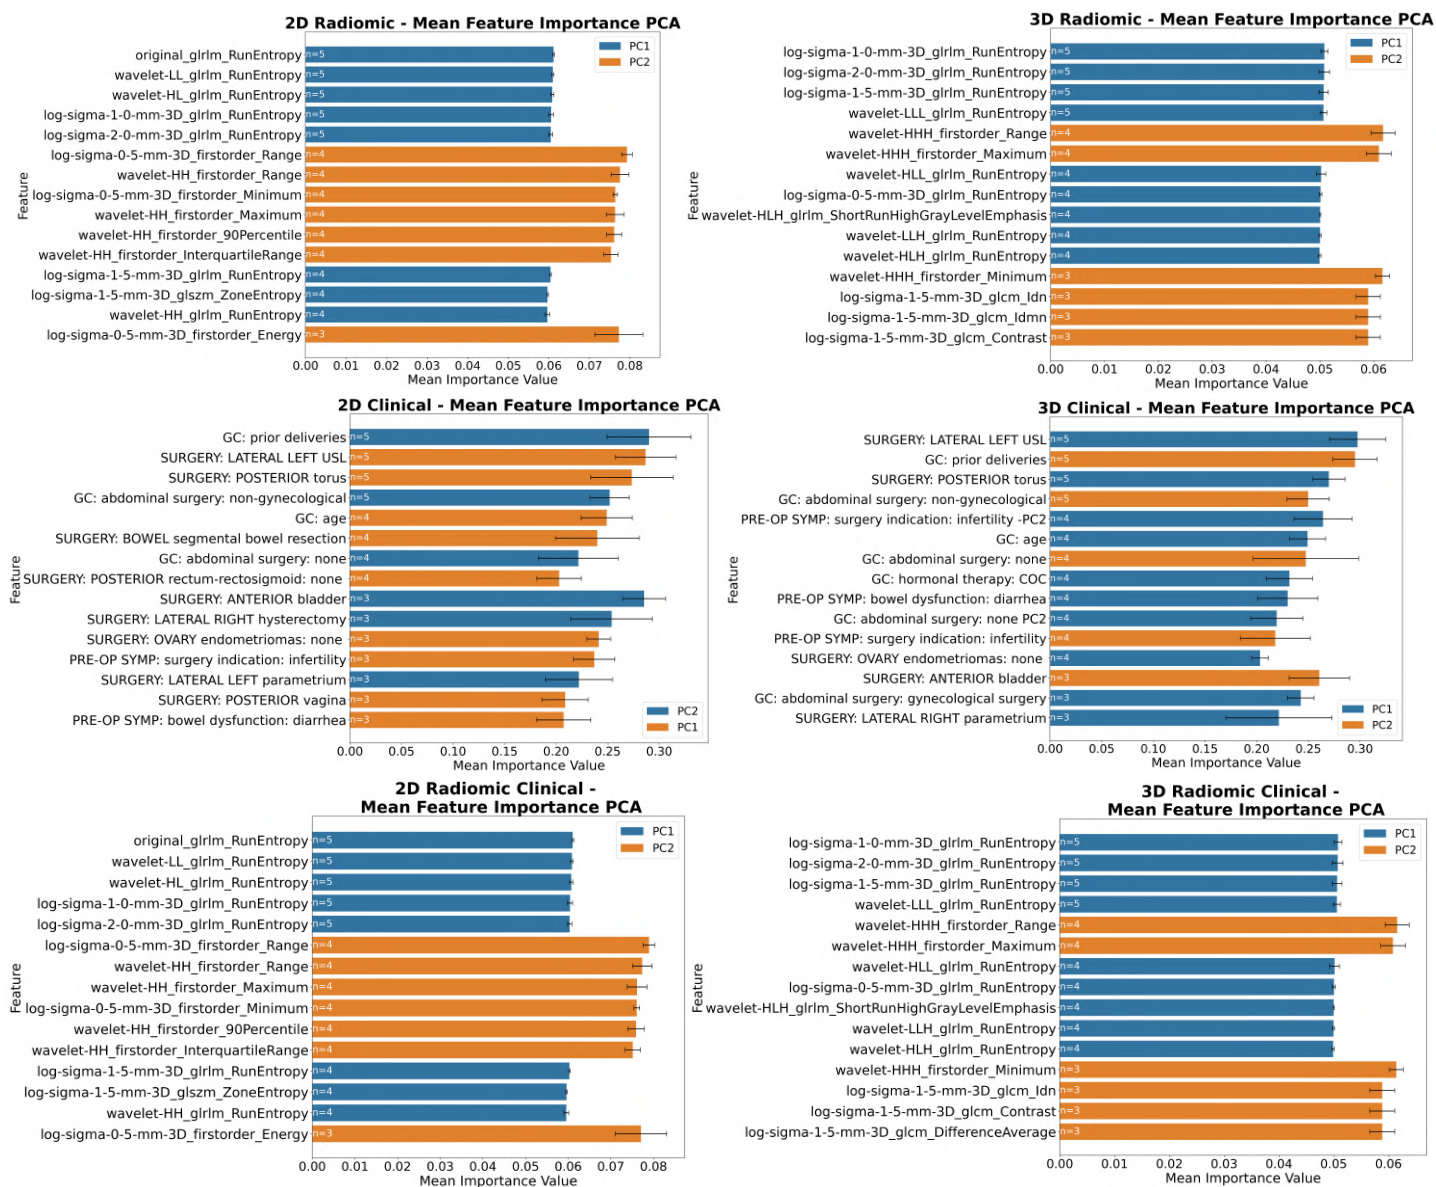 2D Radiomic - Mean Feature Importance PCA
Feature
original_glrlm_RunEntropy n=5
wavelet-LL_glrlm_RunEntropy n=5
wavelet-HL_glrlm_RunEntropy n=5
log-sigma-1-0-mm-3D_glrlm_RunEntropy n=5
log-sigma-2-0-mm-3D_glrlm_RunEntropy n=5
log-sigma-0-5-mm-3D_firstorder_Range n=4
wavelet-HH_firstorder_Range n=4
log-sigma-0-5-mm-3D_firstorder_Minimum n=4
wavelet-HH_firstorder_Maximum n=4
wavelet-HH_firstorder_90Percentile n=4
wavelet-HH_firstorder_InterquartileRange n=4
log-sigma-1-5-mm-3D_glrlm_RunEntropy n=4
log-sigma-1-5-mm-3D_glszm_ZoneEntropy n=4
wavelet-HH_glrlm_RunEntropy n=4
log-sigma-0-5-mm-3D_firstorder_Energy n=3
PC1
PC2
0.00 0.01 0.02 0.03 0.04 0.05 0.06 0.07 0.08
Mean Importance Value
3D Radiomic - Mean Feature Importance PCA
Feature
log-sigma-1-0-mm-3D_glrlm_RunEntropy n=5
log-sigma-2-0-mm-3D_glrlm_RunEntropy n=5
log-sigma-1-5-mm-3D_glrlm_RunEntropy n=5
wavelet-LLL_glrlm_RunEntropy n=5
wavelet-HHH_firstorder_Range n=4
wavelet-HHH_firstorder_Maximum n=4
wavelet-HLL_glrlm_RunEntropy n=4
log-sigma-0-5-mm-3D_glrlm_RunEntropy n=4
wavelet-HLH_glrlm_ShortRunHighGrayLevelEmphasis n=4
wavelet-LLH_glrlm_RunEntropy n=4
wavelet-HLH_glrlm_RunEntropy n=4
wavelet-HHH_firstorder_Minimum n=3
log-sigma-1-5-mm-3D_glcm_Idn n=3
log-sigma-1-5-mm-3D_glcm_Idmn n=3
log-sigma-1-5-mm-3D_glcm_Contrast n=3
PC1
PC2
0.00 0.01 0.02 0.03 0.04 0.05 0.06
Mean Importance Value
2D Clinical - Mean Feature Importance PCA
Feature
GC: prior deliveries n=5
SURGERY: LATERAL LEFT USL n=5
SURGERY: POSTERIOR torus n=5
GC: abdominal surgery: non-gynecological n=5
GC: age n=4
SURGERY: BOWEL segmental bowel resection n=4
GC: abdominal surgery: none n=4
SURGERY: POSTERIOR rectum-rectosigmoid: none n=4
SURGERY: ANTERIOR bladder n=3
SURGERY: LATERAL RIGHT hysterectomy n=3
SURGERY: OVARY endometriomas: none n=3
PRE-OP SYMP: surgery indication: infertility n=3
SURGERY: LATERAL LEFT parametrium n=3
SURGERY: POSTERIOR vagina n=3
PRE-OP SYMP: bowel dysfunction: diarrhea n=3
PC2
PC1
0.00 0.05 0.10 0.15 0.20 0.25 0.30
Mean Importance Value
3D Clinical - Mean Feature Importance PCA
Feature
SURGERY: LATERAL LEFT USL n=5
GC: prior deliveries n=5
SURGERY: POSTERIOR torus n=5
GC: abdominal surgery: non-gynecological n=5
PRE-OP SYMP: surgery indication: infertility -PC2 n=4
GC: age n=4
GC: abdominal surgery: none n=4
GC: hormonal therapy: COC n=4
PRE-OP SYMP: bowel dysfunction: diarrhea n=4
GC: abdominal surgery: none PC2 n=4
PRE-OP SYMP: surgery indication: infertility n=4
SURGERY: OVARY endometriomas: none n=4
SURGERY: ANTERIOR bladder n=3
GC: abdominal surgery: gynecological surgery n=3
SURGERY: LATERAL RIGHT parametrium n=3
PC1
PC2
0.00 0.05 0.10 0.15 0.20 0.25 0.30
Mean Importance Value
2D Radiomic Clinical -
Mean Feature Importance PCA
Feature
original_glrlm_RunEntropy n=5
wavelet-LL_glrlm_RunEntropy n=5
wavelet-HL_glrlm_RunEntropy n=5
log-sigma-1-0-mm-3D_glrlm_RunEntropy n=5
log-sigma-2-0-mm-3D_glrlm_RunEntropy n=5
log-sigma-0-5-mm-3D_firstorder_Range n=4
wavelet-HH_firstorder_Range n=4
wavelet-HH_firstorder_Maximum n=4
log-sigma-0-5-mm-3D_firstorder_Minimum n=4
wavelet-HH_firstorder_90Percentile n=4
wavelet-HH_firstorder_InterquartileRange n=4
log-sigma-1-5-mm-3D_glrlm_RunEntropy n=4
log-sigma-1-5-mm-3D_glszm_ZoneEntropy n=4
wavelet-HH_glrlm_RunEntropy n=4
log-sigma-0-5-mm-3D_firstorder_Energy n=3
PC1
PC2
0.00 0.01 0.02 0.03 0.04 0.05 0.06 0.07 0.08
Mean Importance Value
3D Radiomic Clinical -
Mean Feature Importance PCA
Feature
log-sigma-1-0-mm-3D_glrlm_RunEntropy n=5
log-sigma-2-0-mm-3D_glrlm_RunEntropy n=5
log-sigma-1-5-mm-3D_glrlm_RunEntropy n=5
wavelet-LLL_glrlm_RunEntropy n=5
wavelet-HHH_firstorder_Range n=4
wavelet-HHH_firstorder_Maximum n=4
wavelet-HLL_glrlm_RunEntropy n=4
log-sigma-0-5-mm-3D_glrlm_RunEntropy n=4
wavelet-HLH_glrlm_ShortRunHighGrayLevelEmphasis n=4
wavelet-LLH_glrlm_RunEntropy n=4
wavelet-HLH_glrlm_RunEntropy n=4
wavelet-HHH_firstorder_Minimum n=3
log-sigma-1-5-mm-3D_glcm_Idn n=3
log-sigma-1-5-mm-3D_glcm_Contrast n=3
log-sigma-1-5-mm-3D_glcm_DifferenceAverage n=3
PC1
PC2
0.00 0.01 0.02 0.03 0.04 0.05 0.06
Mean Importance Value